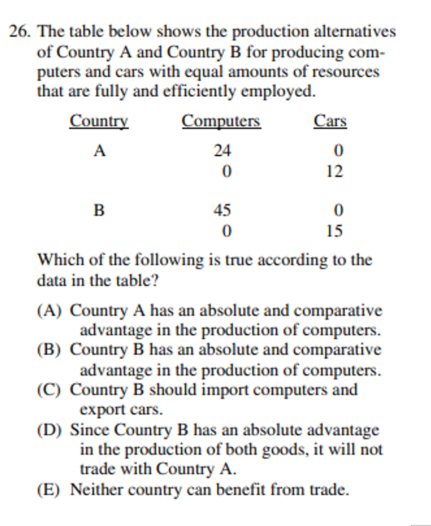 26. The table below shows the production alternatives
of Country A and Country B for producing com-
puters and cars with equal amounts of resources
that are fully and efficiently employed.
Country Computers Cars
A 24 0
0 12
B 45 0
0 15
Which of the following is true according to the
data in the table?
(A) Country A has an absolute and comparative
advantage in the production of computers.
(B) Country B has an absolute and comparative
advantage in the production of computers.
(C) Country B should import computers and
export cars.
(D) Since Country B has an absolute advantage
in the production of both goods, it will not
trade with Country A.
(E) Neither country can benefit from trade.